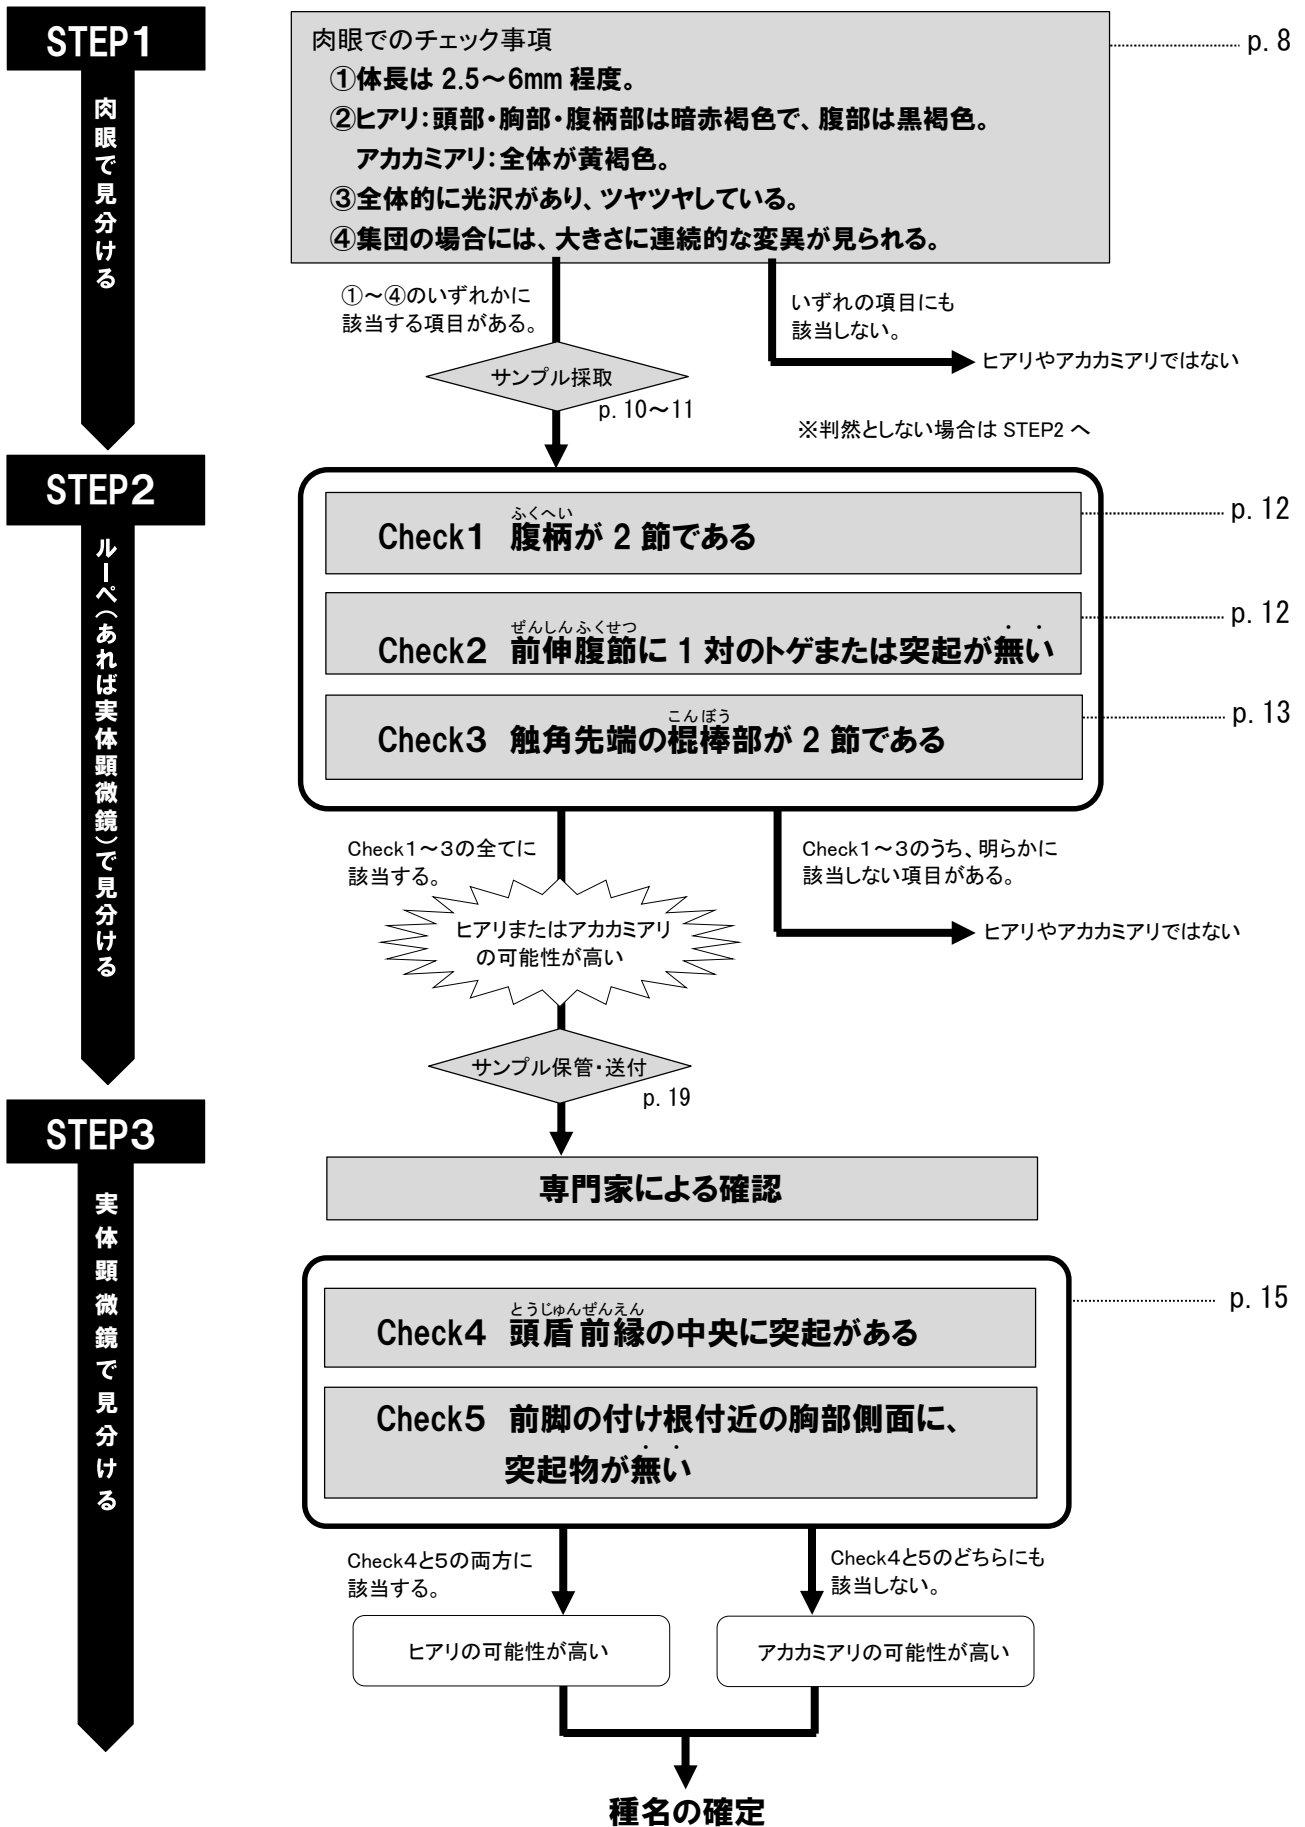 STEP1
肉眼で見分ける
肉眼でのチェック事項
①体長は 2.5～6mm 程度。
②ヒアリ：頭部・胸部・腹柄部は暗赤褐色で、腹部は黒褐色。
アカカミアリ：全体が黄褐色。
③全体的に光沢があり、ツヤツヤしている。
④集団の場合には、大きさに連続的な変異が見られる。
p. 8
①～④のいずれかに
該当する項目がある。
いずれの項目にも
該当しない。
ヒアリやアカカミアリではない
サンプル採取
p. 10～11
※判然としない場合は STEP2 へ
STEP2
ルーペ（あれば実体顕微鏡）で見分ける
ふくへい
Check1 腹柄が 2 節である
p. 12
ぜんしんふくせつ
Check2 前伸腹節に 1 対のトゲまたは突起が無い
p. 12
こんぼう
Check3 触角先端の棍棒部が 2 節である
p. 13
Check1～3の全てに
該当する。
Check1～3のうち、明らかに
該当しない項目がある。
ヒアリまたはアカカミアリ
の可能性が高い
ヒアリやアカカミアリではない
サンプル保管・送付
p. 19
STEP3
実体顕微鏡で見分ける
専門家による確認
とうじゅんぜんえん
Check4 頭盾前縁の中央に突起がある
p. 15
Check5 前脚の付け根付近の胸部側面に、
突起物が無い
Check4と5の両方に
該当する。
Check4と5のどちらにも
該当しない。
ヒアリの可能性が高い
アカカミアリの可能性が高い
種名の確定